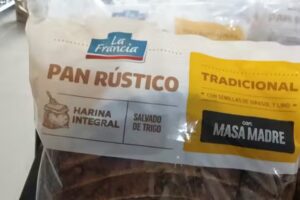 La
Francia
PAN RÚSTICO
HARINA
INTEGRAL
SALVADO
DE TRIGO
TRADICIONAL
CON SEMILLAS DE GIRASOL Y LINO
con
MASA MADRE